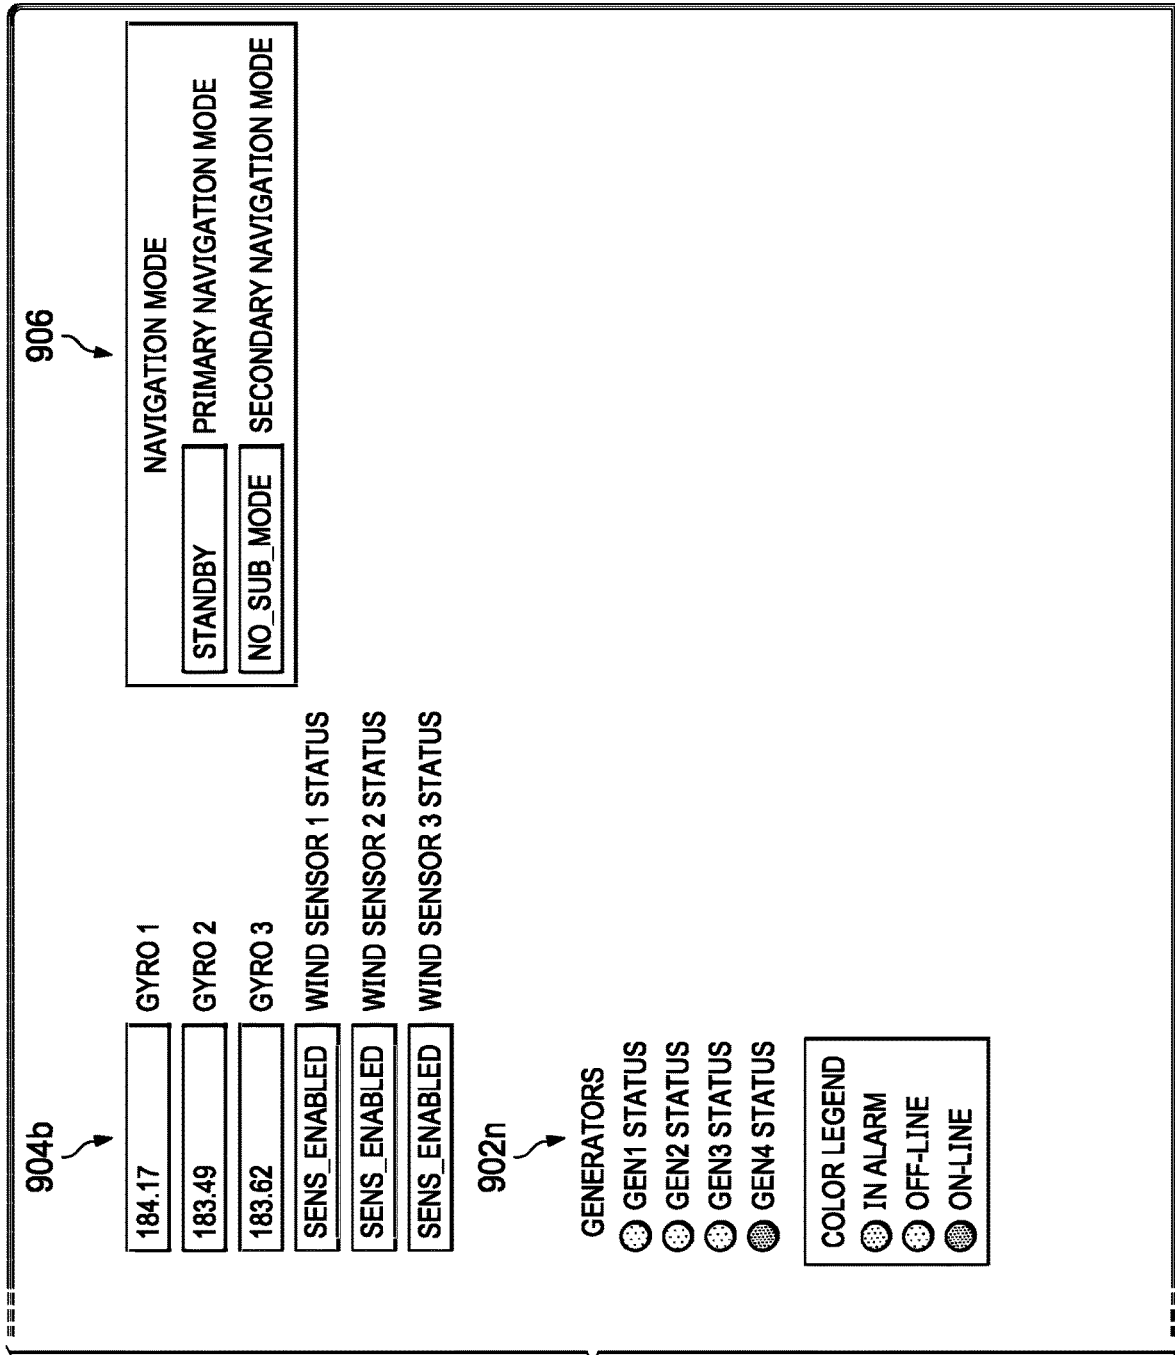 904b
184.17 GYRO 1
183.49 GYRO 2
183.62 GYRO 3
SENS_ENABLED WIND SENSOR 1 STATUS
SENS_ENABLED WIND SENSOR 2 STATUS
SENS_ENABLED WIND SENSOR 3 STATUS
906
NAVIGATION MODE
STANDBY PRIMARY NAVIGATION MODE
NO_SUB_MODE SECONDARY NAVIGATION MODE
902n
GENERATORS
GEN1 STATUS
GEN2 STATUS
GEN3 STATUS
GEN4 STATUS
COLOR LEGEND
IN ALARM
OFF-LINE
ON-LINE